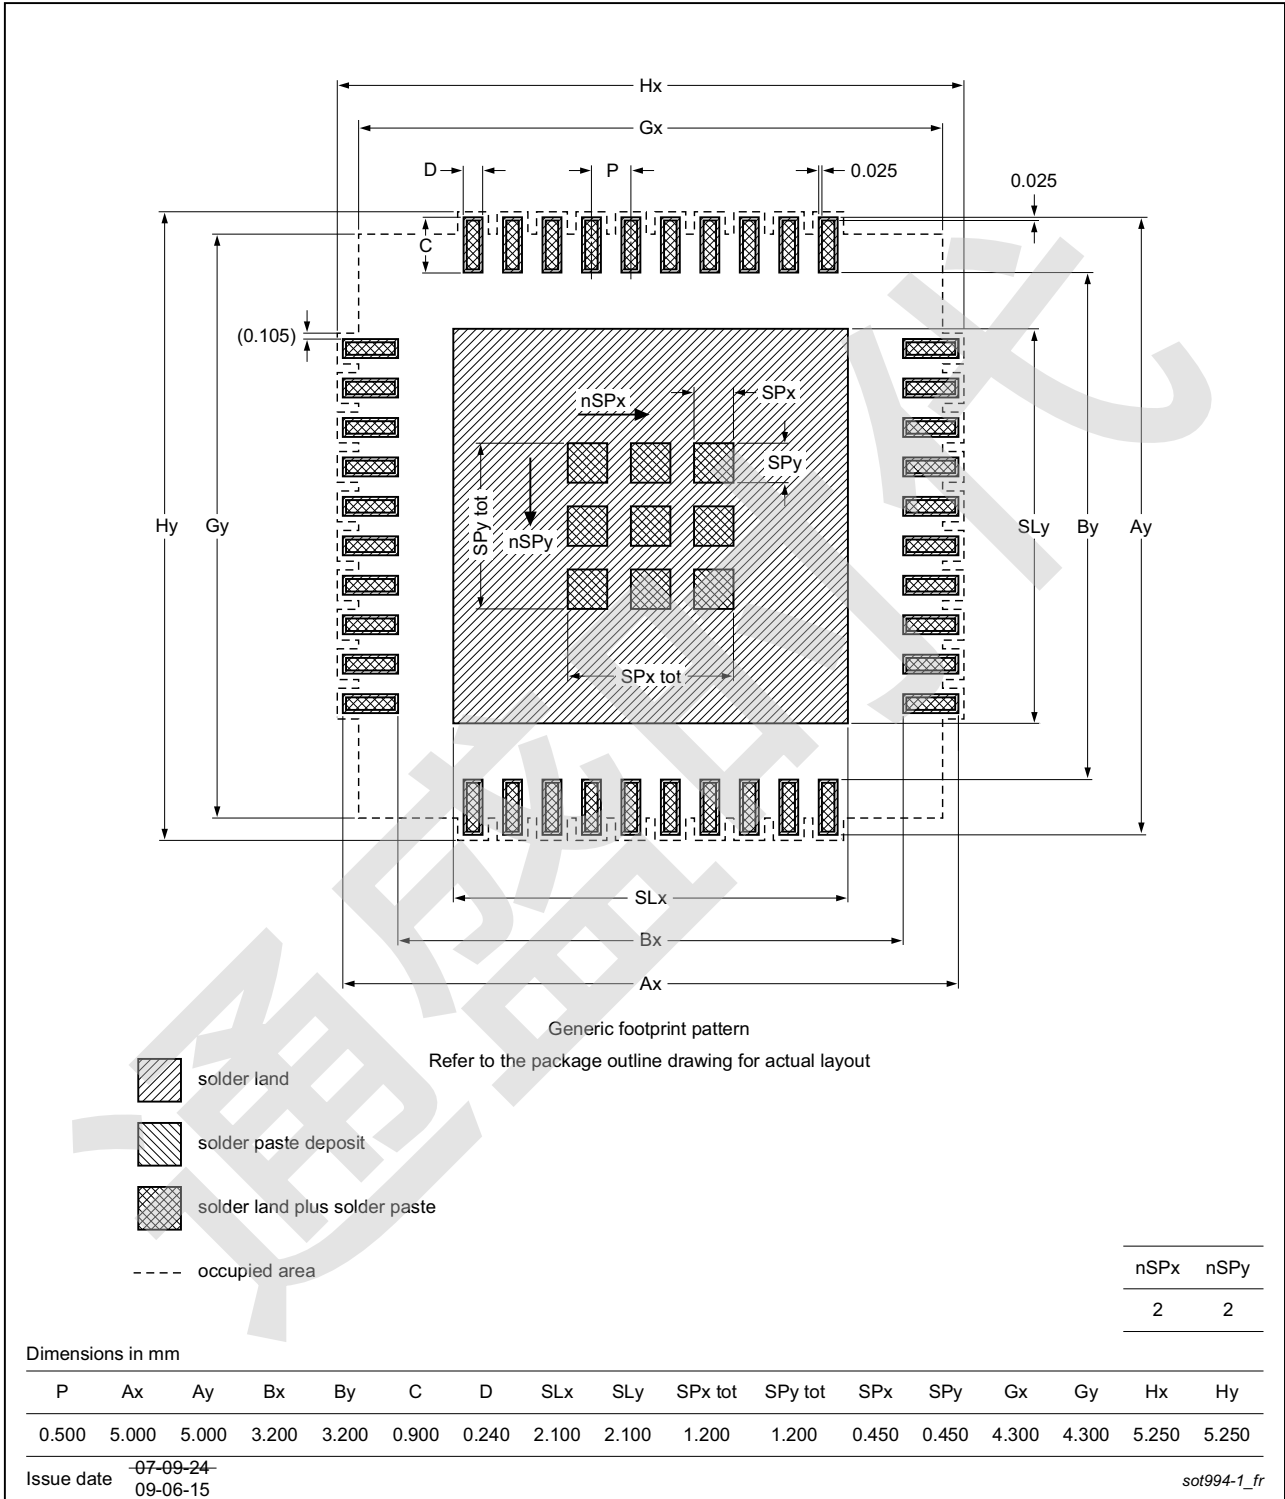 Hx
Gx
D
P
0.025
0.025
C
(0.105)
nSPx
SPx
SPy
SPy tot
nSPy
Hy
Gy
SLy
By
Ay
SPx tot
SLx
Bx
Ax
Generic footprint pattern
Refer to the package outline drawing for actual layout
solder land
solder paste deposit
solder land plus solder paste
occupied area
nSPx nSPy
2 2
Dimensions in mm
P Ax Ay Bx By C D SLx SLy SPx tot SPy tot SPx SPy Gx Gy Hx Hy
0.500 5.000 5.000 3.200 3.200 0.900 0.240 2.100 2.100 1.200 1.200 0.450 0.450 4.300 4.300 5.250 5.250
Issue date 07-09-24
09-06-15
sot994-1_fr
通盛时代